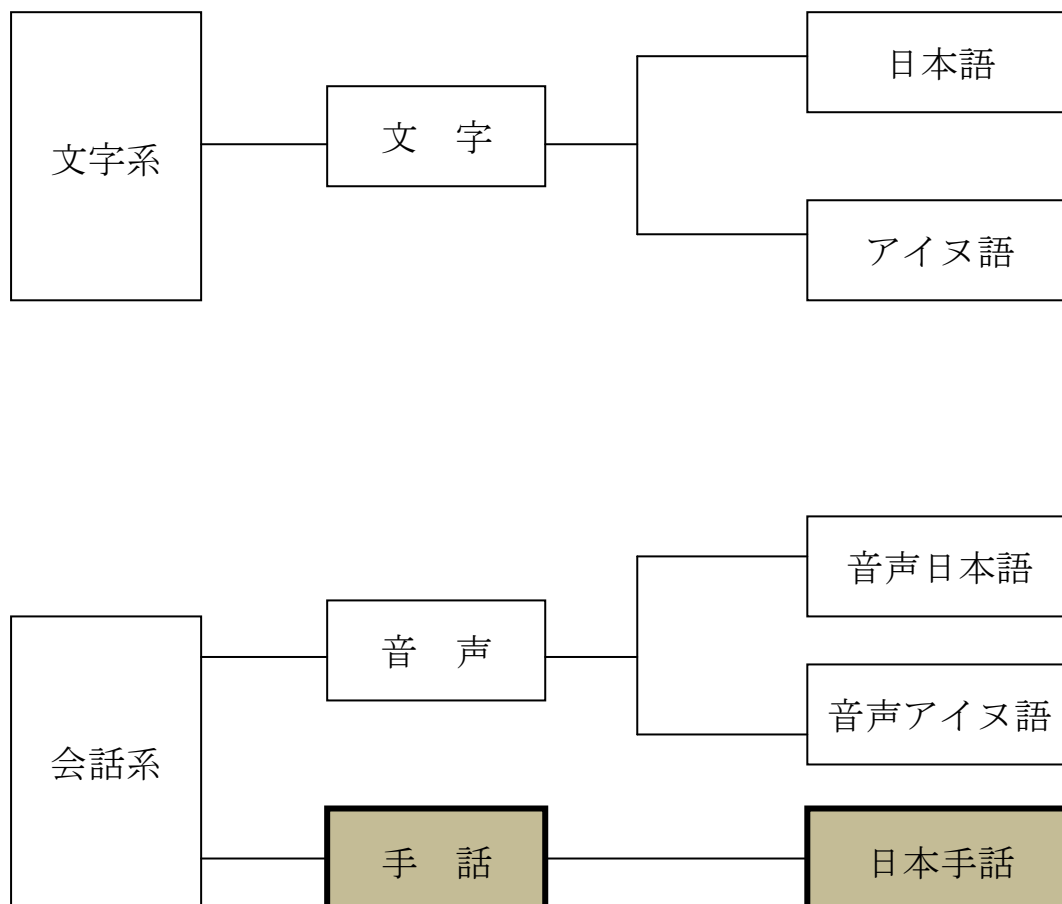 文字系
文　字
日本語
アイヌ語
会話系
音　声
音声日本語
音声アイヌ語
手　話
日本手話